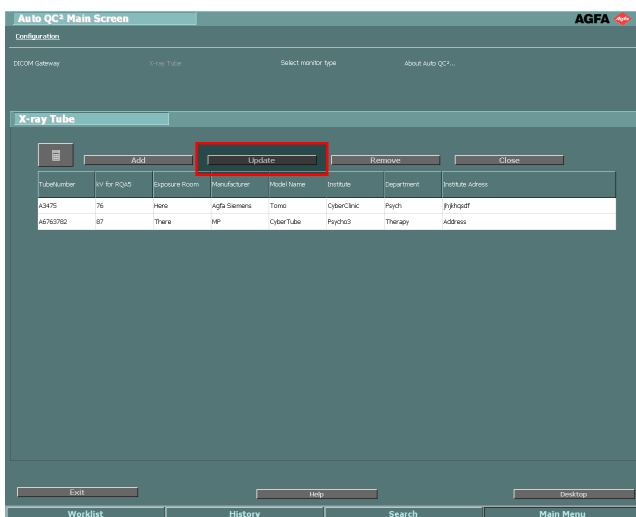 Auto QC² Main Screen
AGFA
Configuration
DICOM Gateway X-ray Tube Select monitor type About Auto QC²...
X-ray Tube
Add Update Remove Close
TubeNumber kV for RQA5 Exposure Room Manufacturer Model Name Institute Department Institute Adress
A3475 76 Here Agfa Siemens Tomo CyberClinic Psych jhjkhqsdf
A6763782 87 There MP CyberTube Psycho3 Therapy Address
Exit Help Desktop
Worklist History Search Main Menu